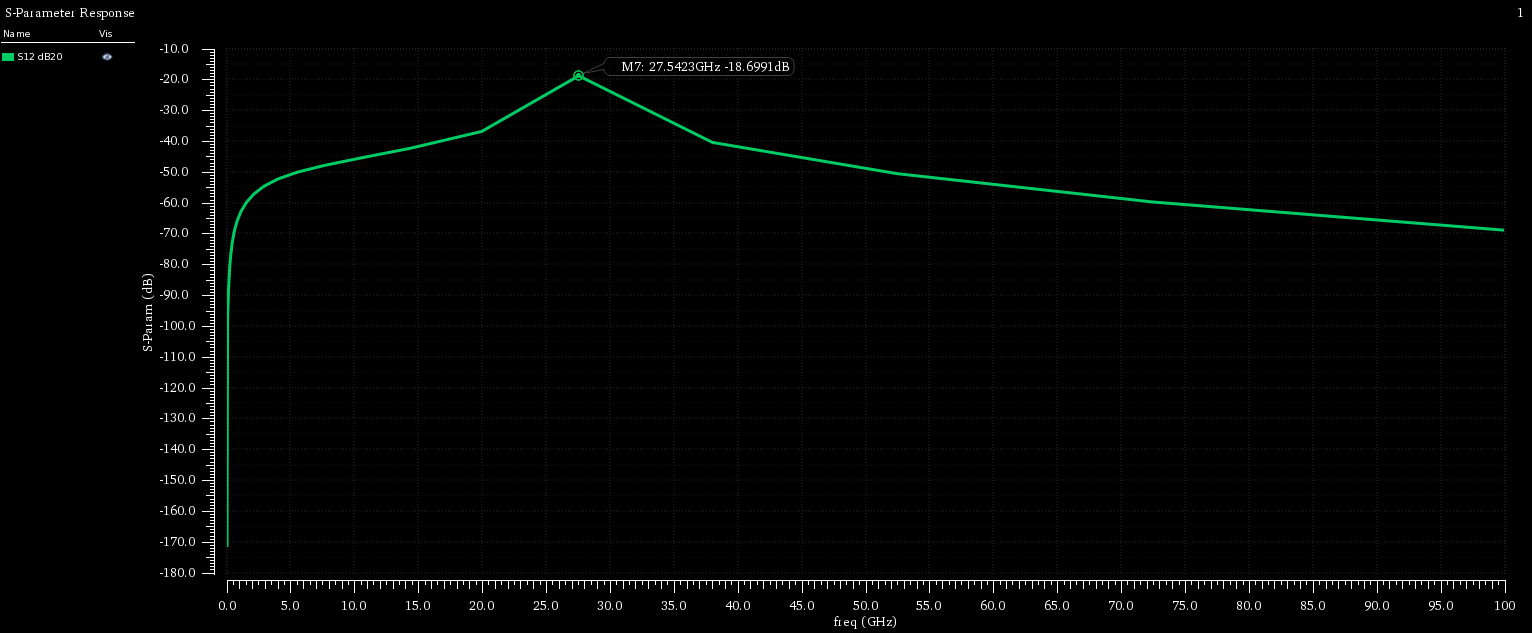 S-Parameter Response
1
Name Vis
S12 dB20
M7: 27.5423GHz -18.6991dB
S-Param (dB)
-10.0
-20.0
-30.0
-40.0
-50.0
-60.0
-70.0
-80.0
-90.0
-100.0
-110.0
-120.0
-130.0
-140.0
-150.0
-160.0
-170.0
-180.0
0.0 5.0 10.0 15.0 20.0 25.0 30.0 35.0 40.0 45.0 50.0 55.0 60.0 65.0 70.0 75.0 80.0 85.0 90.0 95.0 100
freq (GHz)